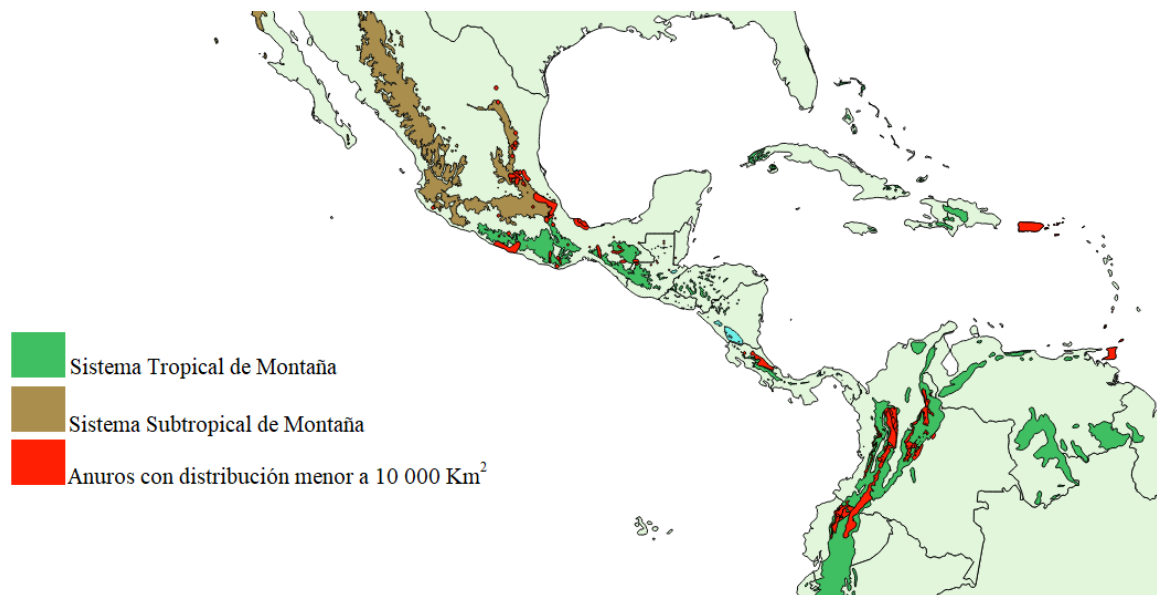 Sistema Tropical de Montaña
Sistema Subtropical de Montaña
Anuros con distribución menor a 10 000 Km²